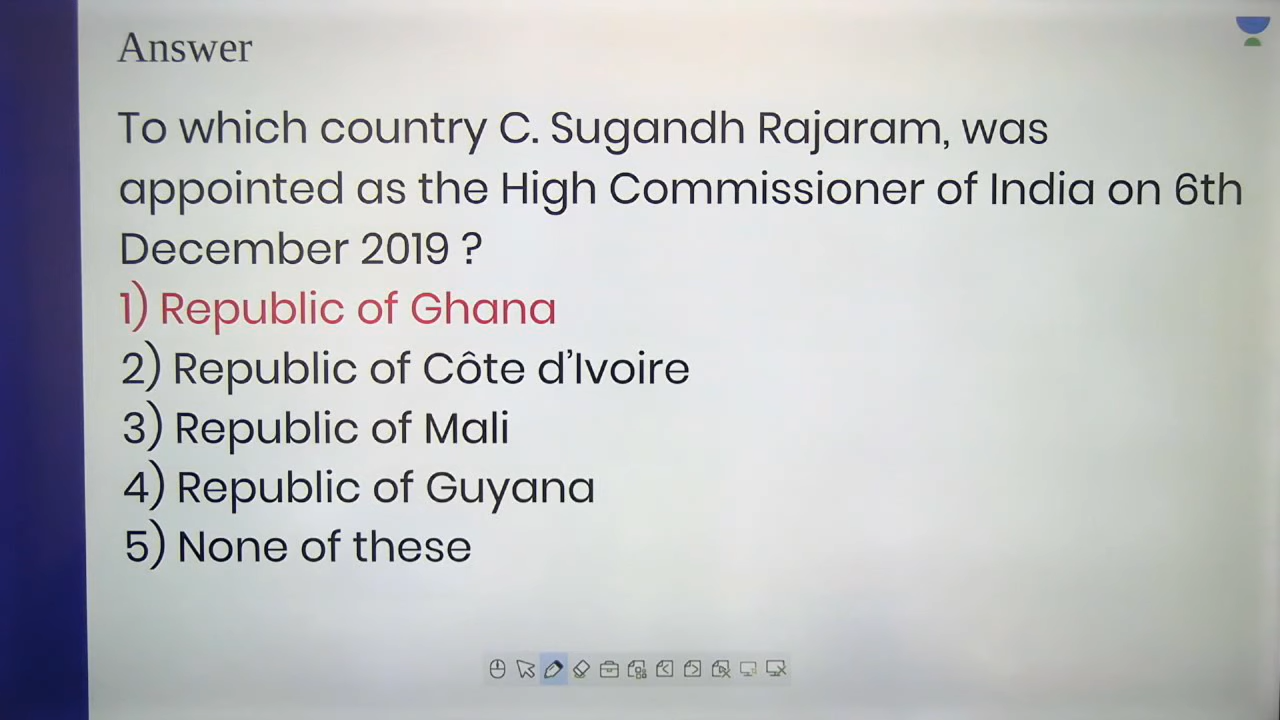 Answer
To which country C. Sugandh Rajaram, was
appointed as the High Commissioner of India on 6th
December 2019 ?
1) Republic of Ghana
2) Republic of Côte d’Ivoire
3) Republic of Mali
4) Republic of Guyana
5) None of these